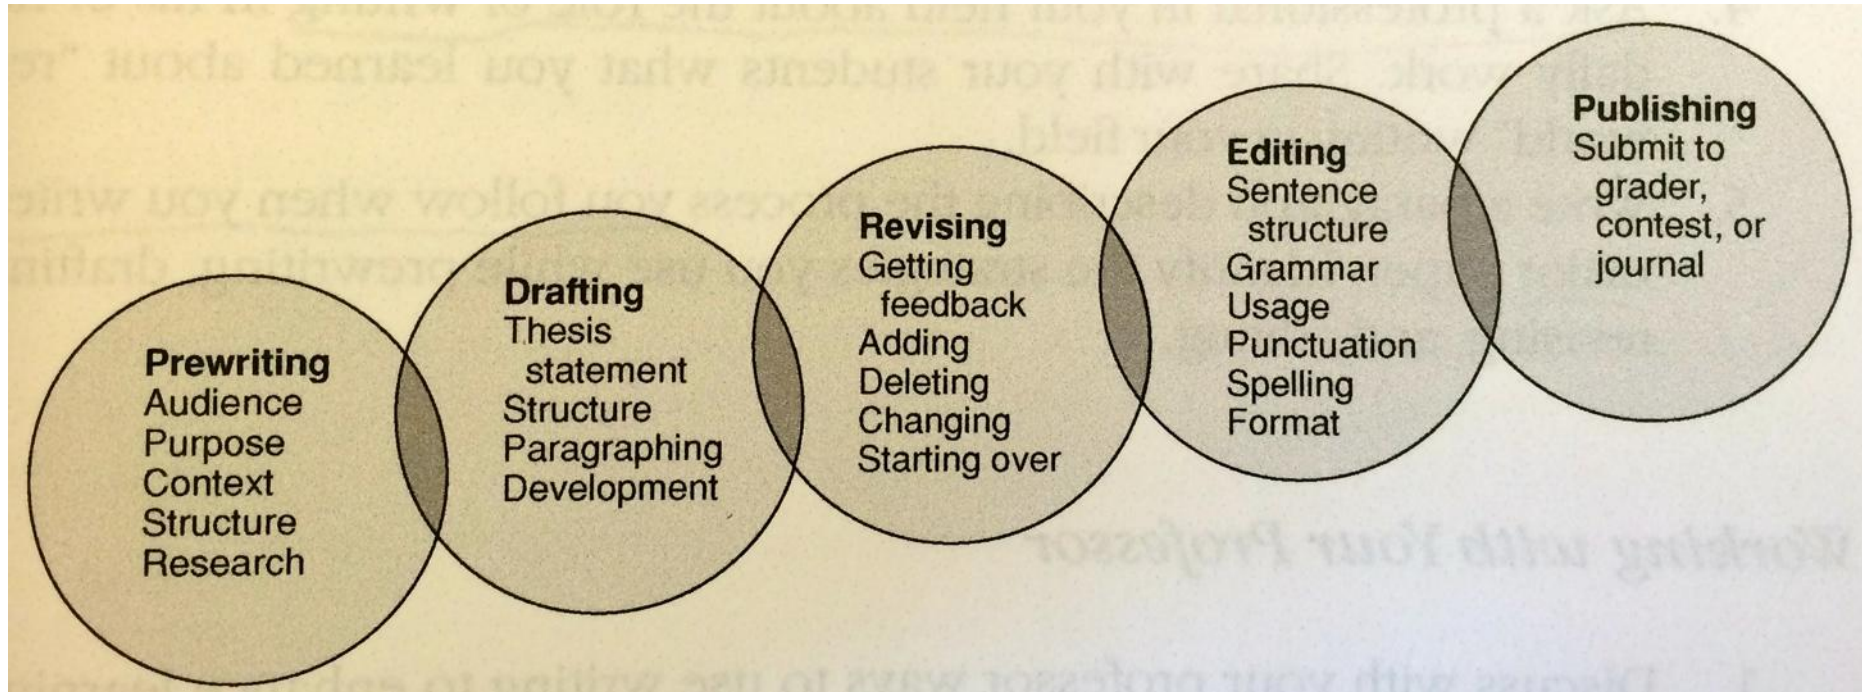 Prewriting
Audience
Purpose
Context
Structure
Research
Drafting
Thesis
statement
Structure
Paragraphing
Development
Revising
Getting
feedback
Adding
Deleting
Changing
Starting over
Editing
Sentence
structure
Grammar
Usage
Punctuation
Spelling
Format
Publishing
Submit to
grader,
contest, or
journal